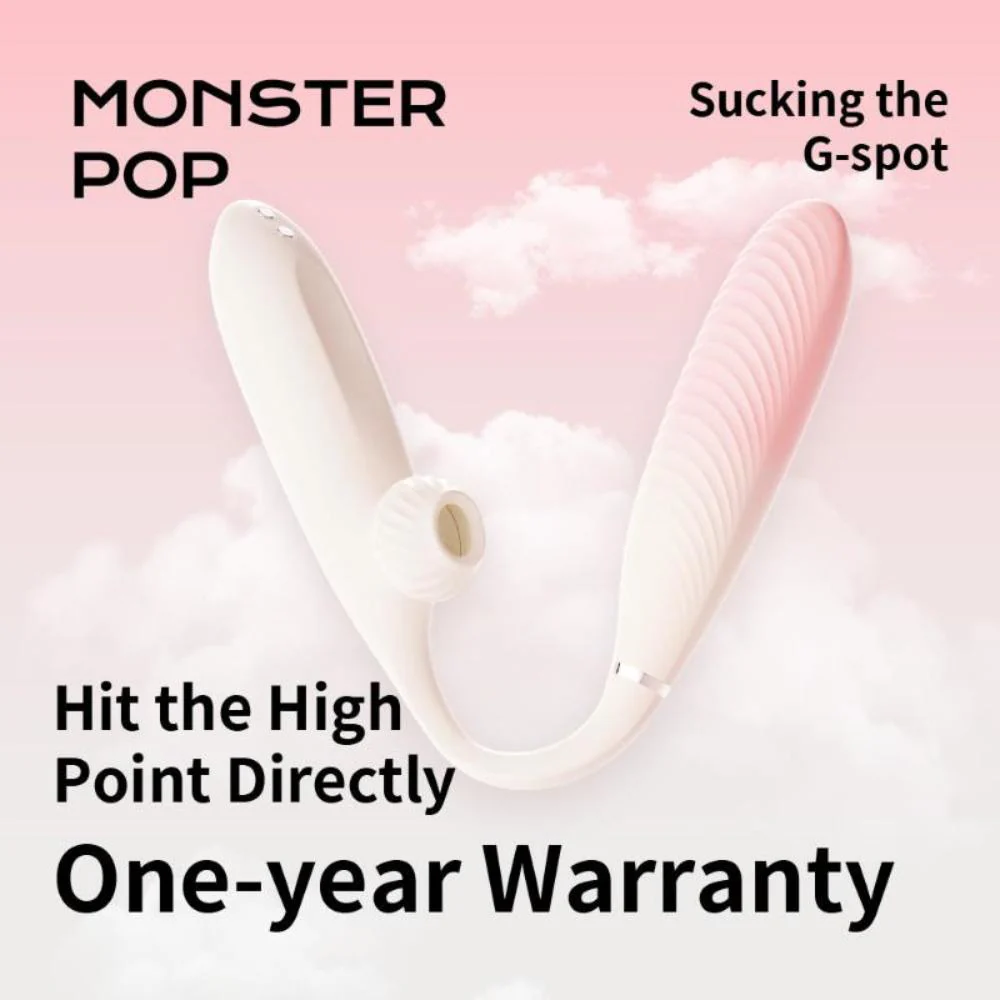 MONSTER
POP
Sucking the
G-spot
Hit the High
Point Directly
One-year Warranty